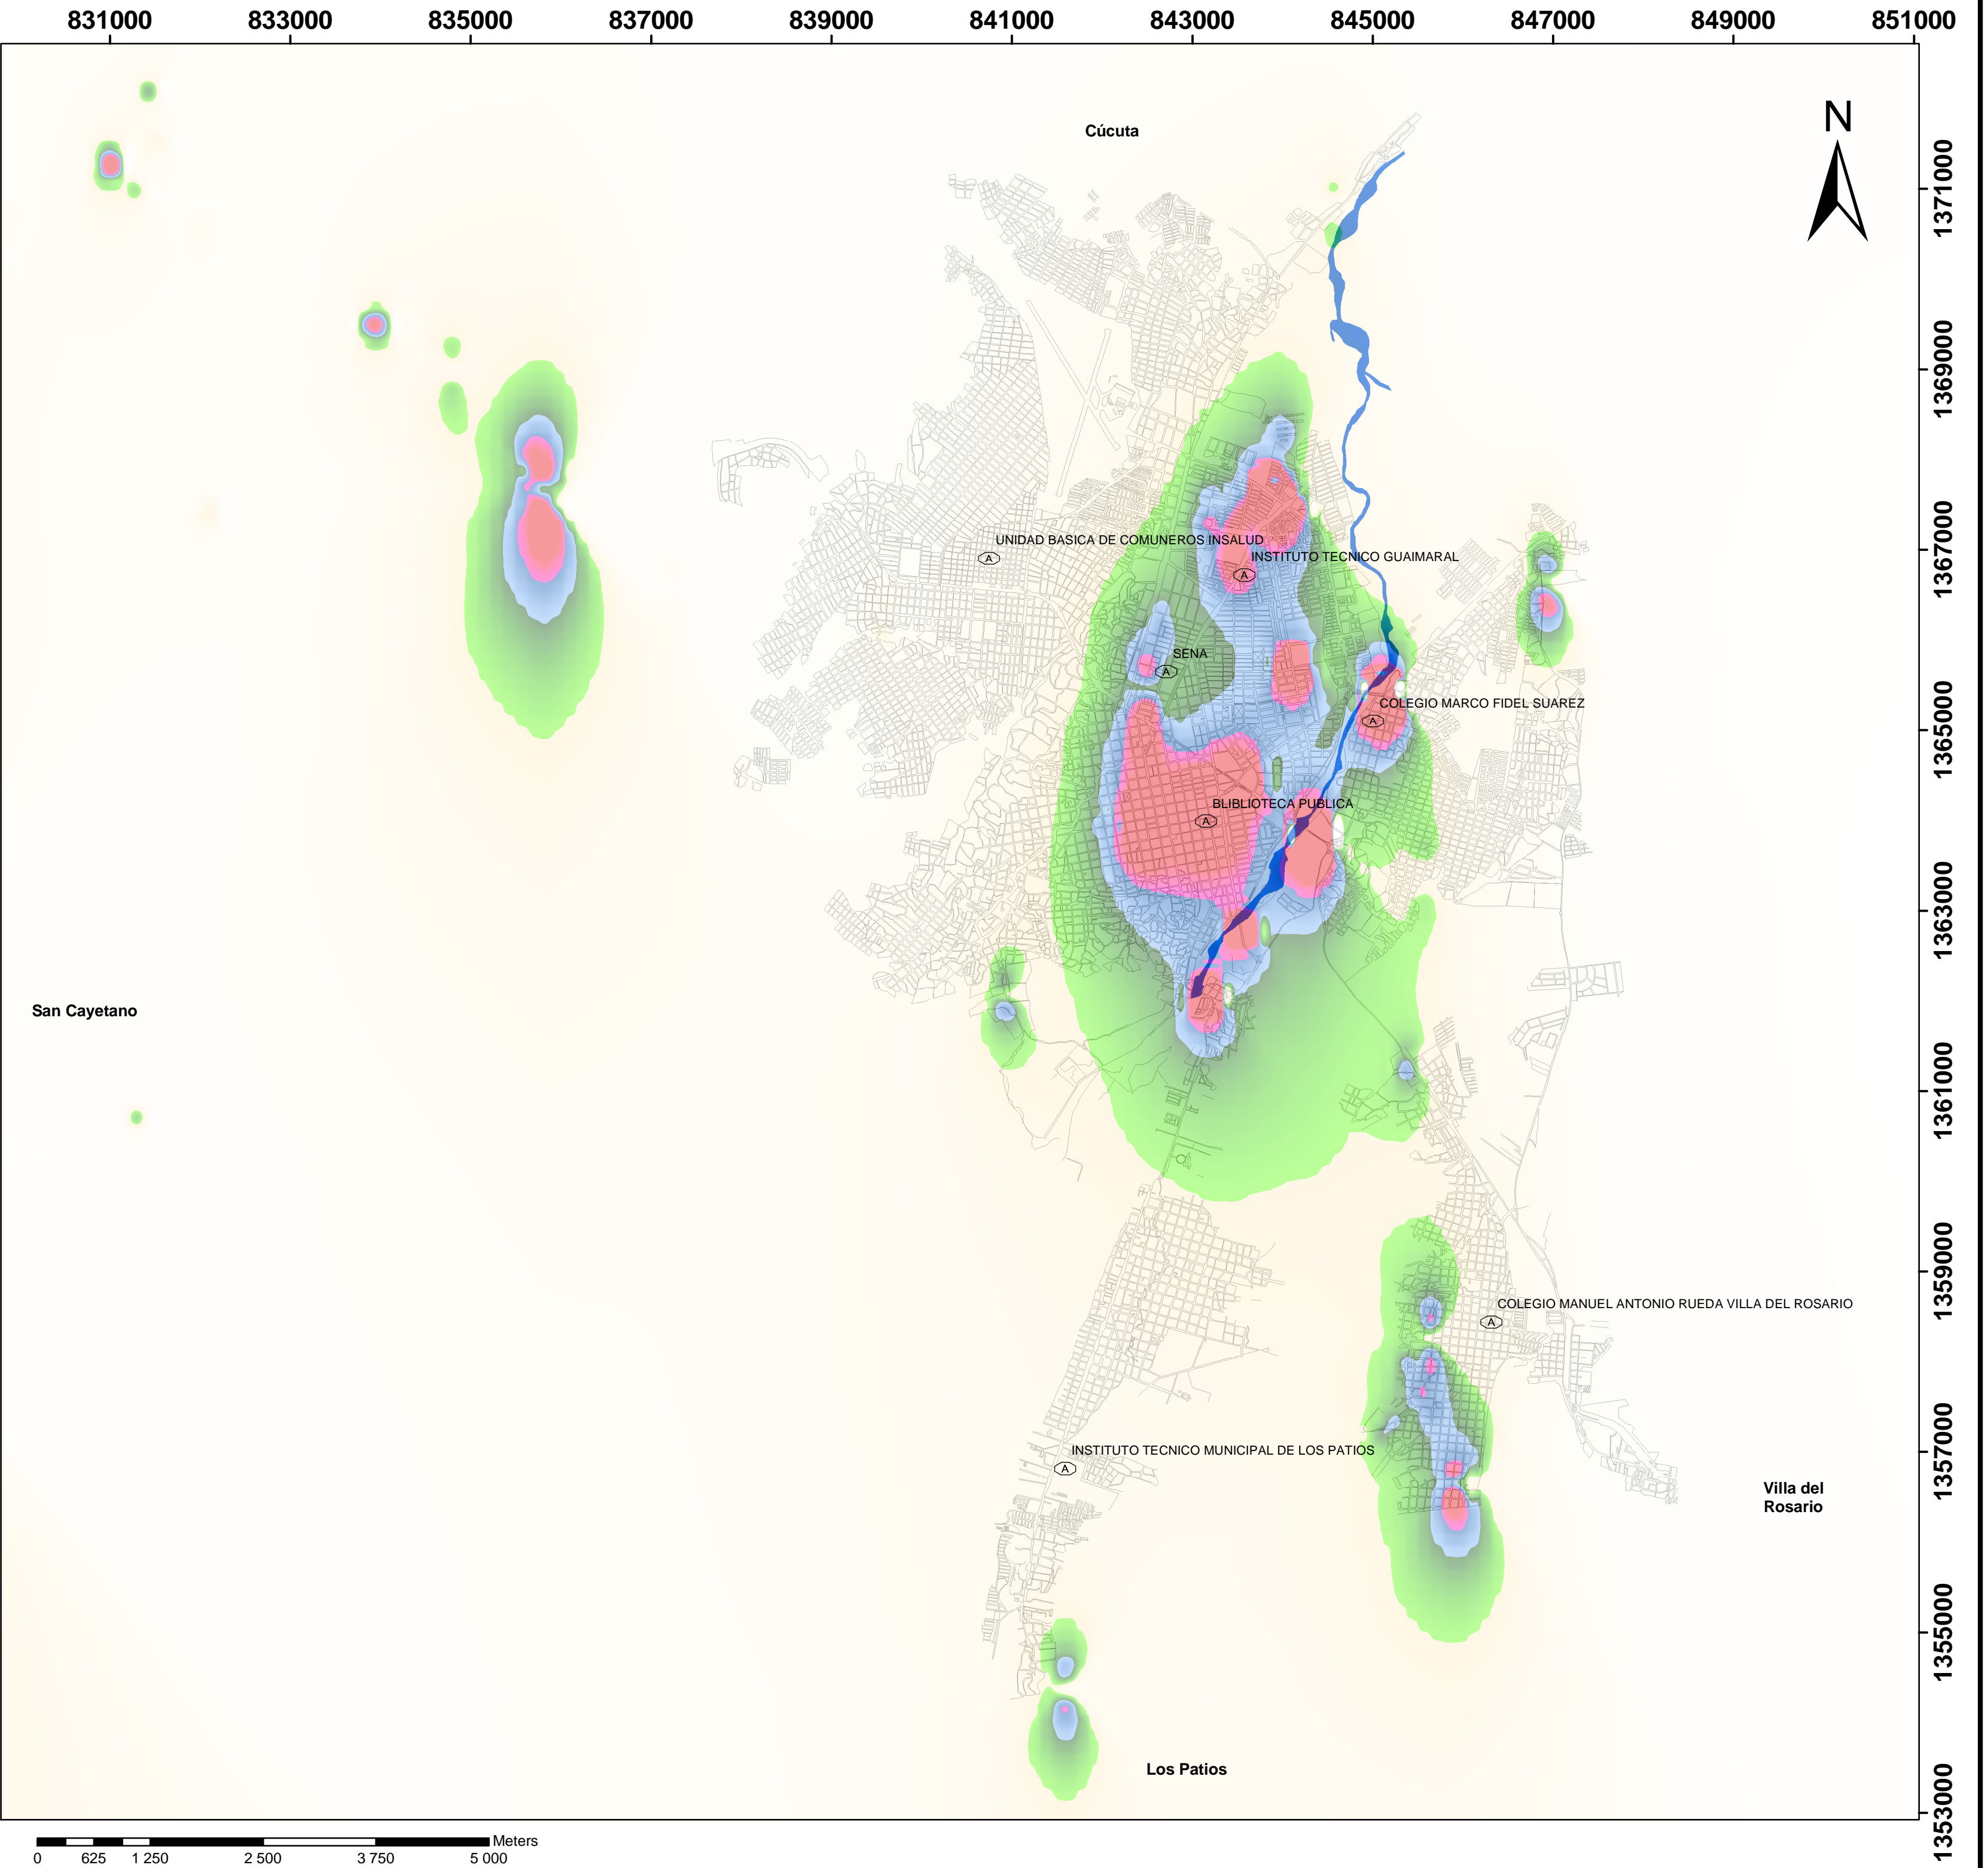 831000 833000 835000 837000 839000 841000 843000 845000 847000 849000 851000
N
Cúcuta
1371000
1369000
1367000
UNIDAD BASICA DE COMUNEROS INSALUD
A
INSTITUTO TECNICO GUAIMARAL
A
SENA
A
1365000
COLEGIO MARCO FIDEL SUAREZ
A
BLIBLIOTECA PUBLICA
A
1363000
San Cayetano
1361000
1359000
COLEGIO MANUEL ANTONIO RUEDA VILLA DEL ROSARIO
A
1357000
INSTITUTO TECNICO MUNICIPAL DE LOS PATIOS
A
Villa del
Rosario
1355000
Los Patios
1353000
Meters
0 625 1 250 2 500 3 750 5 000